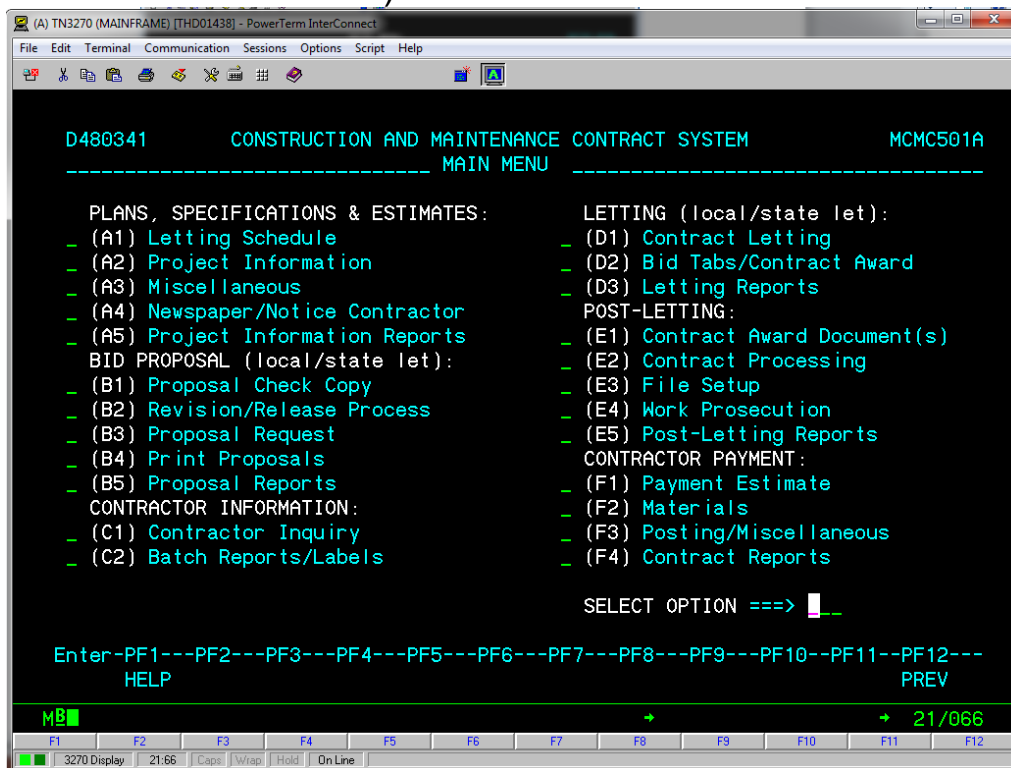 (A) TN3270 (MAINFRAME) [THD01438] - PowerTerm InterConnect
File Edit Terminal Communication Sessions Options Script Help
D480341 CONSTRUCTION AND MAINTENANCE CONTRACT SYSTEM MCMC501A
_______________________________ MAIN MENU ___________________________________
PLANS, SPECIFICATIONS & ESTIMATES: LETTING (local/state let):
_ (A1) Letting Schedule _ (D1) Contract Letting
_ (A2) Project Information _ (D2) Bid Tabs/Contract Award
_ (A3) Miscellaneous _ (D3) Letting Reports
_ (A4) Newspaper/Notice Contractor POST-LETTING:
_ (A5) Project Information Reports _ (E1) Contract Award Document(s)
BID PROPOSAL (local/state let): _ (E2) Contract Processing
_ (B1) Proposal Check Copy _ (E3) File Setup
_ (B2) Revision/Release Process _ (E4) Work Prosecution
_ (B3) Proposal Request _ (E5) Post-Letting Reports
_ (B4) Print Proposals CONTRACTOR PAYMENT:
_ (B5) Proposal Reports _ (F1) Payment Estimate
CONTRACTOR INFORMATION: _ (F2) Materials
_ (C1) Contractor Inquiry _ (F3) Posting/Miscellaneous
_ (C2) Batch Reports/Labels _ (F4) Contract Reports
SELECT OPTION ===> ___
Enter-PF1---PF2---PF3---PF4---PF5---PF6---PF7---PF8---PF9---PF10--PF11--PF12---
HELP PREV
MB 21/066
F1 F2 F3 F4 F5 F6 F7 F8 F9 F10 F11 F12
3270 Display 21:66 Caps Wrap Hold On Line